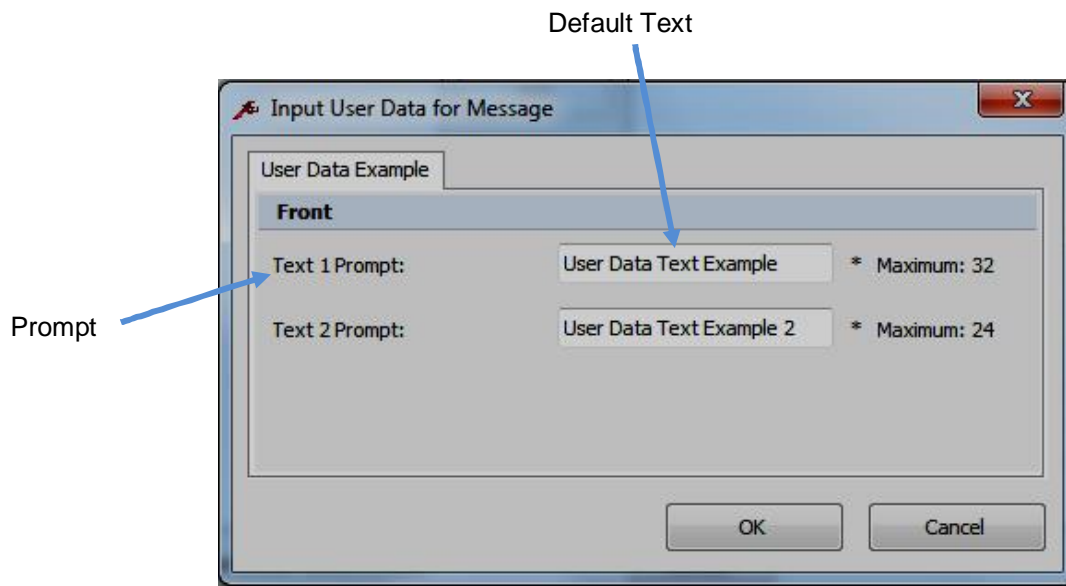 Default Text
Input User Data for Message
User Data Example
Front
Text 1 Prompt: User Data Text Example * Maximum: 32
Prompt
Text 2 Prompt: User Data Text Example 2 * Maximum: 24
OK Cancel